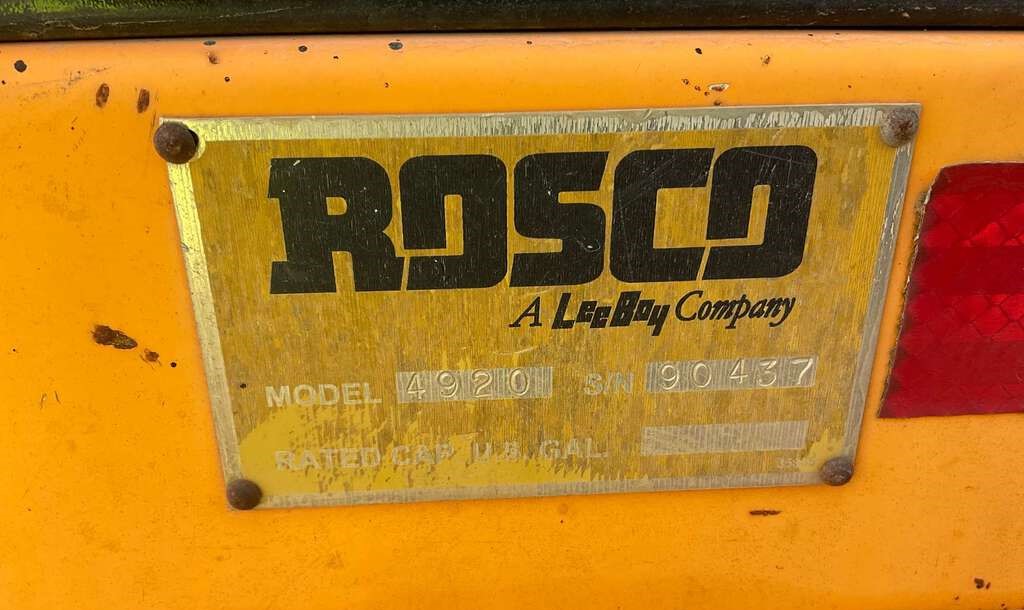 ROSCO
A LeeBoy Company
MODEL 4920 S/N 90437
RATED CAP. U.S. GAL.